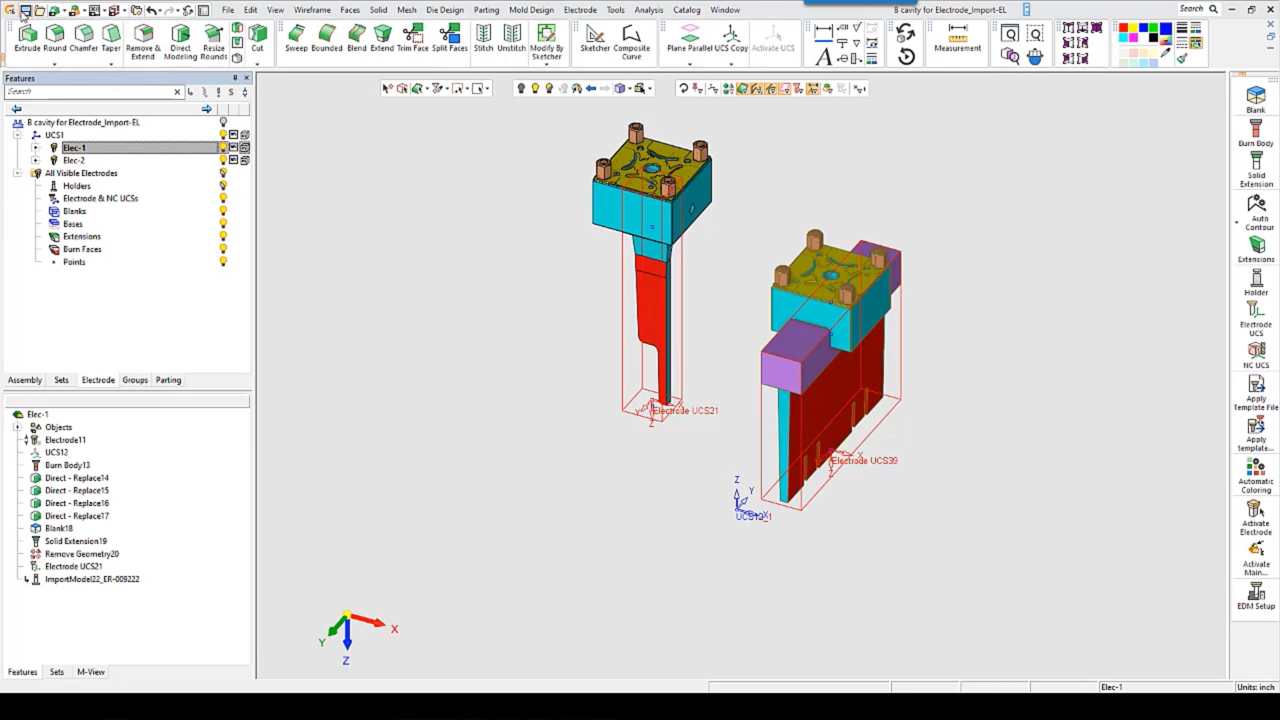 File Edit View Wireframe Faces Solid Mesh Die Design Parting Mold Design Electrode Tools Analysis Catalog Window
B cavity for Electrode_Import-EL
Search
Extrude Round Chamfer Taper Remove & Extend Direct Modeling Resize Rounds Cut Sweep Bounded Blend Extend Trim Face Split Faces Stitch Unstitch Modify By Sketcher Sketcher Composite Curve Plane Parallel UCS Copy Activate UCS Measurement
Features
Search
B cavity for Electrode_Import-EL
UCS1
Elec-1
Elec-2
All Visible Electrodes
Holders
Electrode & NC UCSs
Blanks
Bases
Extensions
Burn Faces
Points
Assembly Sets Electrode Groups Parting
Elec-1
Objects
Electrode11
UCS12
Burn Body13
Direct - Replace14
Direct - Replace15
Direct - Replace16
Direct - Replace17
Blank18
Solid Extension19
Remove Geometry20
Electrode UCS21
ImportModel22_ER-009222
Features Sets M-View
Electrode UCS21
Electrode UCS39
Z
Y
X
X
Y
Z
Blank
Burn Body
Solid Extension
Auto Contour
Extensions
Holder
Electrode UCS
NC UCS
Apply Template File
Apply template...
Automatic Coloring
Activate Electrode
Activate Main...
EDM Setup
Elec-1
Units: inch